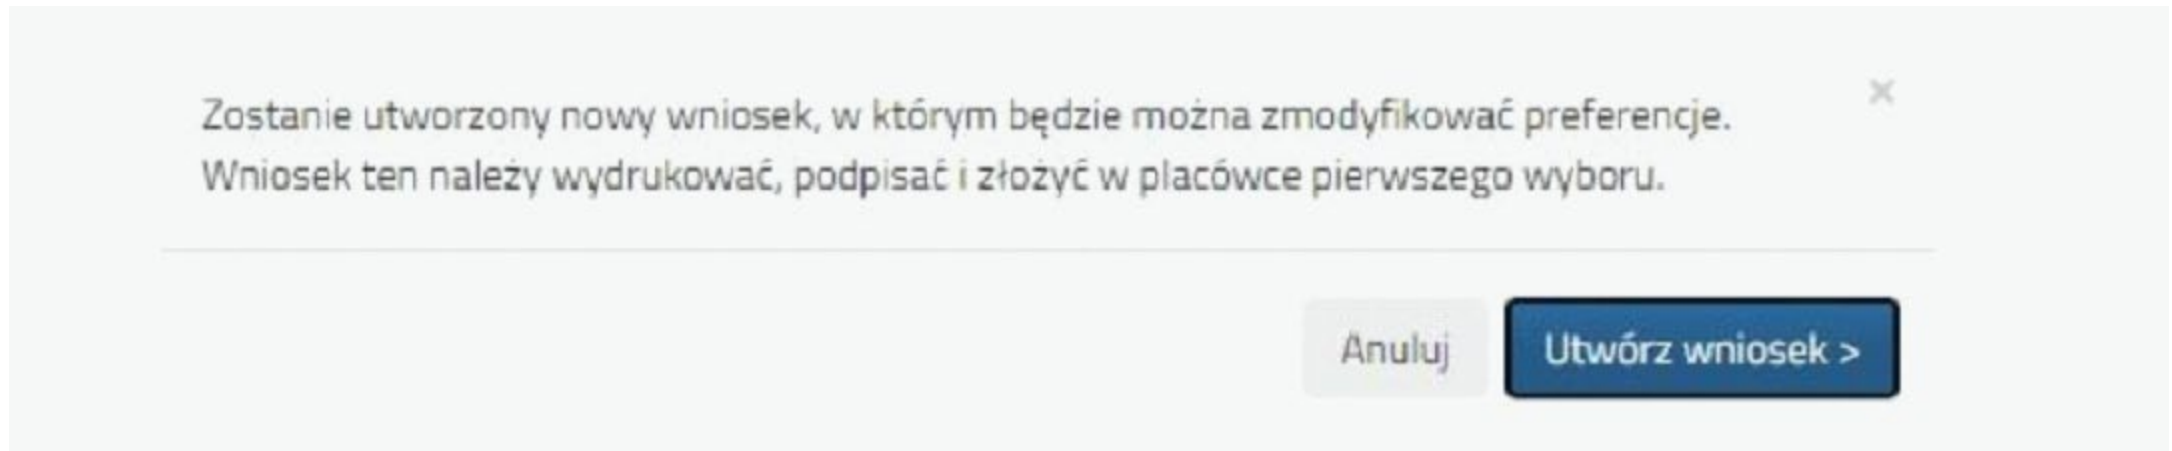 Zostanie utworzony nowy wniosek, w którym będzie można zmodyfikować preferencje.
Wniosek ten należy wydrukować, podpisać i złożyć w placówce pierwszego wyboru.
Anuluj
Utwórz wniosek >